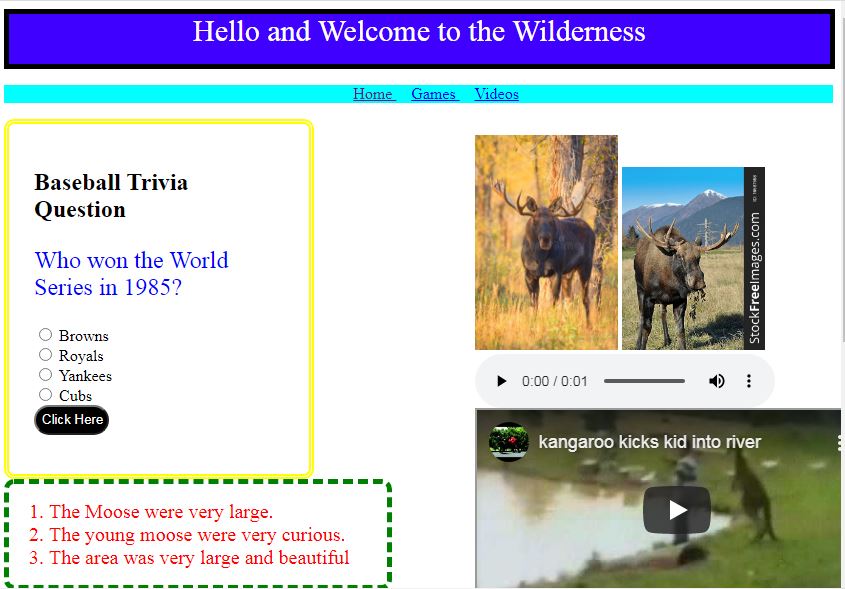 Hello and Welcome to the Wilderness
Home Games Videos
Baseball Trivia
Question
Who won the World
Series in 1985?
Browns
Royals
Yankees
Cubs
Click Here
1. The Moose were very large.
2. The young moose were very curious.
3. The area was very large and beautiful
StockFreeImages.com
0:00 / 0:01
kangaroo kicks kid into river